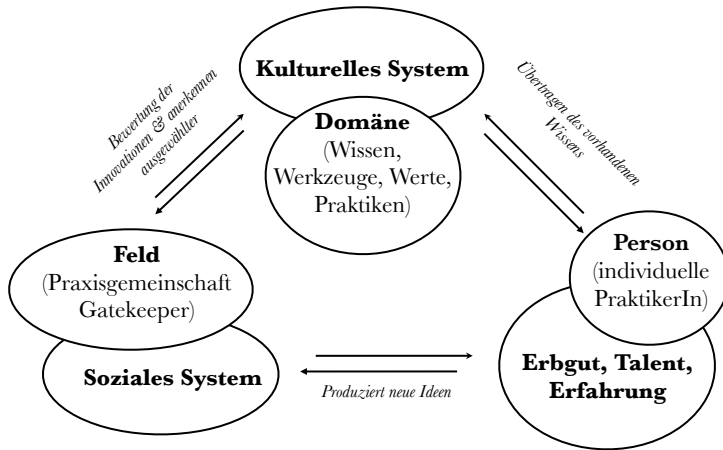 Kulturelles System
Domäne
(Wissen,
Werkzeuge, Werte,
Praktiken)
Bewertung der
Innovationen & anerkennen
ausgewählter
Übertragen des vorhandenen
Wissens
Feld
(Praxisgemeinschaft
Gatekeeper)
Soziales System
Person
(individuelle
PraktikerIn)
Erbgut, Talent,
Erfahrung
Produziert neue Ideen